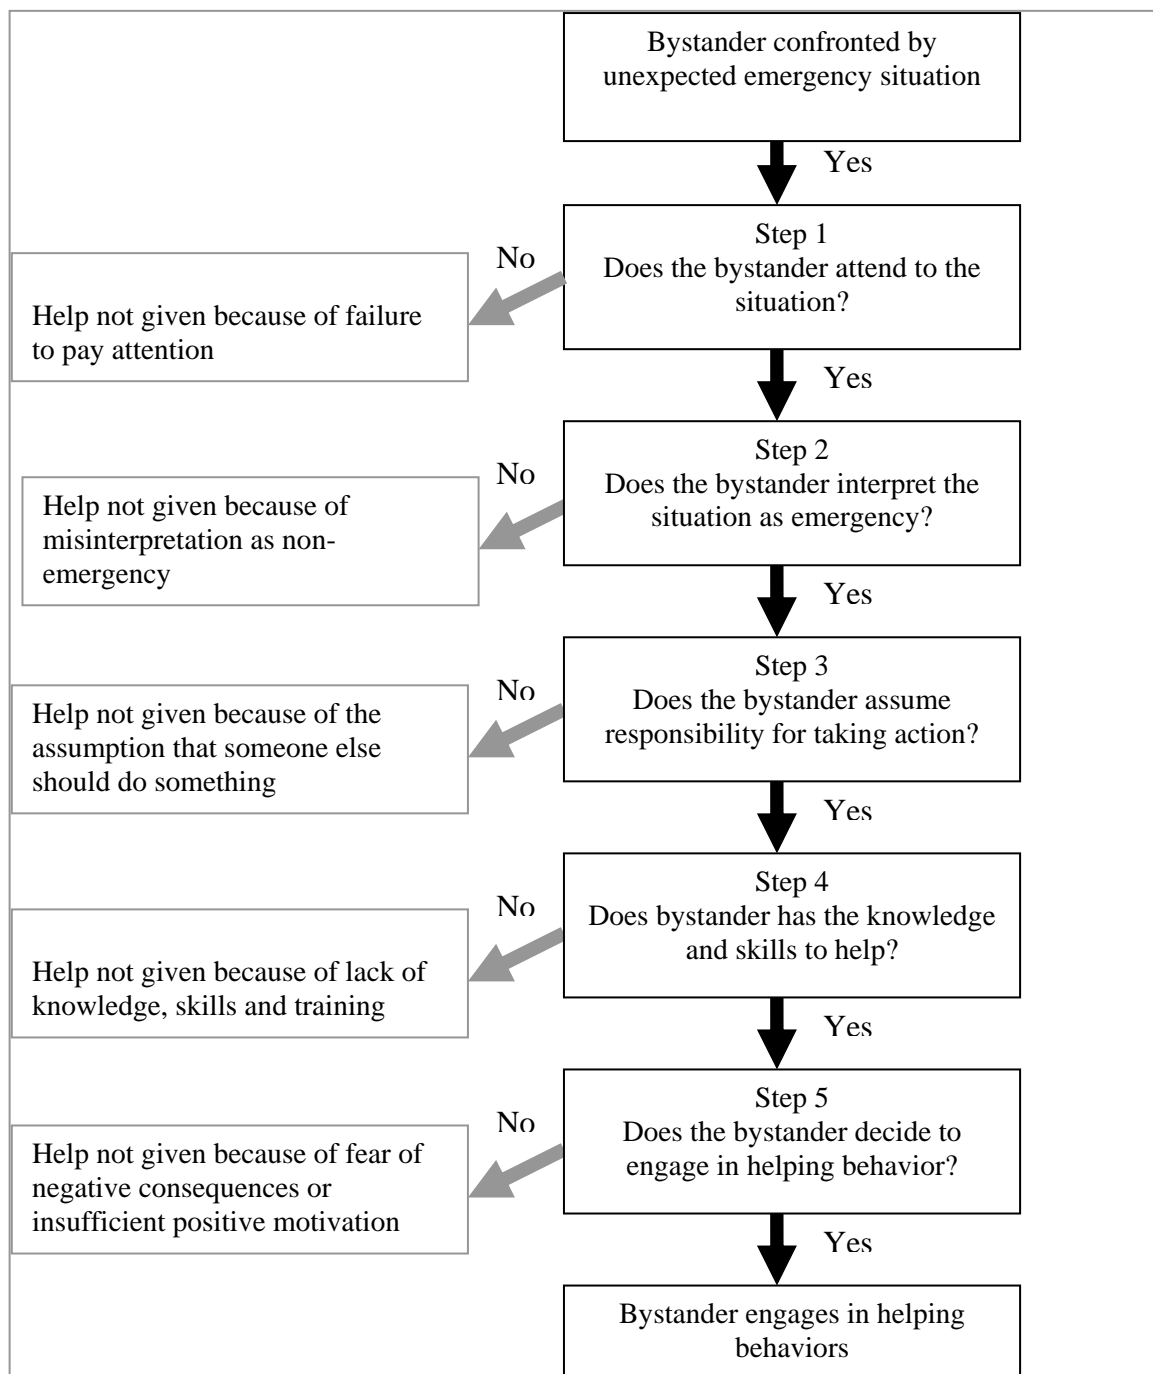 Bystander confronted by
unexpected emergency situation
Yes
Step 1
Does the bystander attend to the
situation?
No
Help not given because of failure
to pay attention
Yes
Step 2
Does the bystander interpret the
situation as emergency?
No
Help not given because of
misinterpretation as non-
emergency
Yes
Step 3
Does the bystander assume
responsibility for taking action?
No
Help not given because of the
assumption that someone else
should do something
Yes
Step 4
Does bystander has the knowledge
and skills to help?
No
Help not given because of lack of
knowledge, skills and training
Yes
Step 5
Does the bystander decide to
engage in helping behavior?
No
Help not given because of fear of
negative consequences or
insufficient positive motivation
Yes
Bystander engages in helping
behaviors